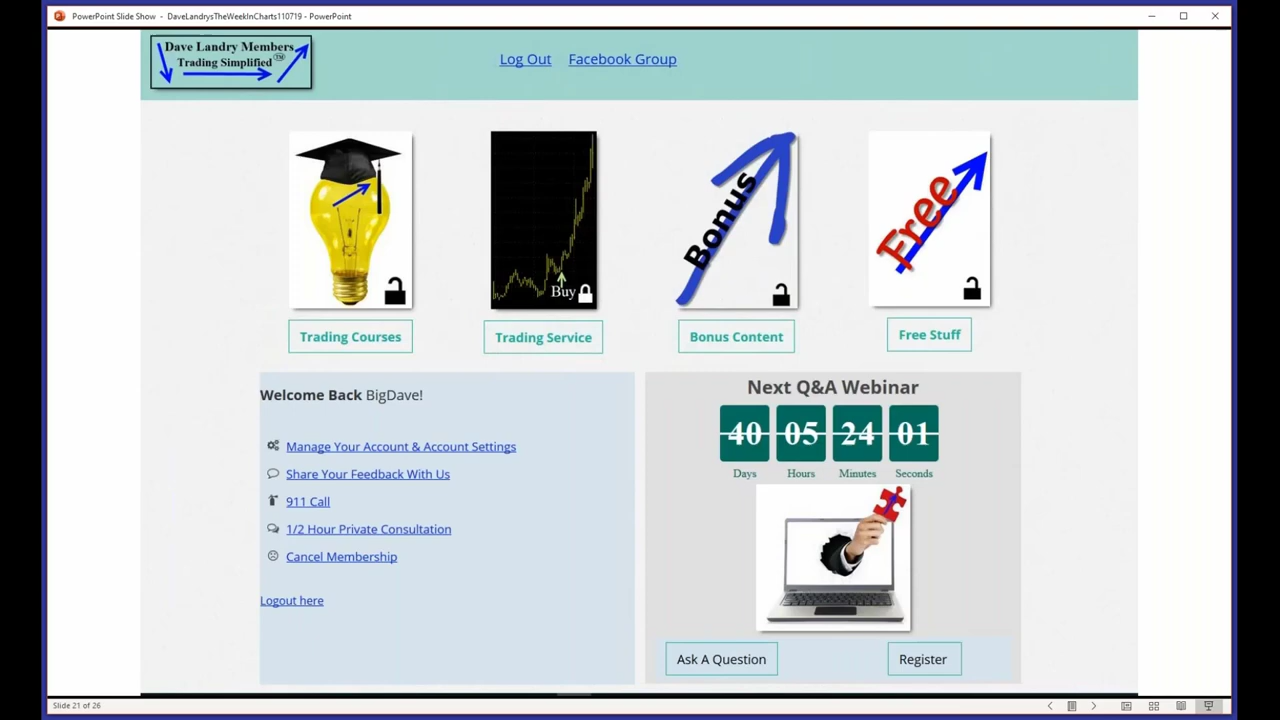 PowerPoint Slide Show - DaveLandrysTheWeekInCharts110719 - PowerPoint
Dave Landry Members
Trading Simplified TM
Log Out Facebook Group
Buy
Bonus
Free
Trading Courses Trading Service Bonus Content Free Stuff
Welcome Back BigDave!
Manage Your Account & Account Settings
Share Your Feedback With Us
911 Call
1/2 Hour Private Consultation
Cancel Membership
Logout here
Next Q&A Webinar
40 05 24 01
Days Hours Minutes Seconds
Ask A Question Register
Slide 21 of 26